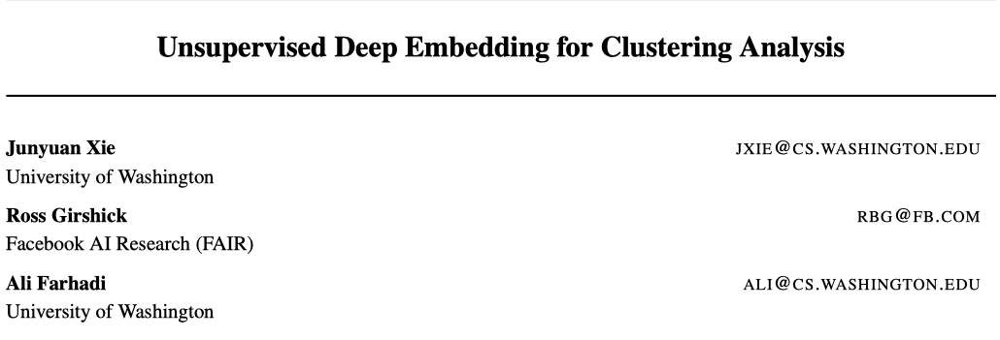 Unsupervised Deep Embedding for Clustering Analysis
Junyuan Xie JXIE@CS.WASHINGTON.EDU
University of Washington
Ross Girshick RBG@FB.COM
Facebook AI Research (FAIR)
Ali Farhadi ALI@CS.WASHINGTON.EDU
University of Washington